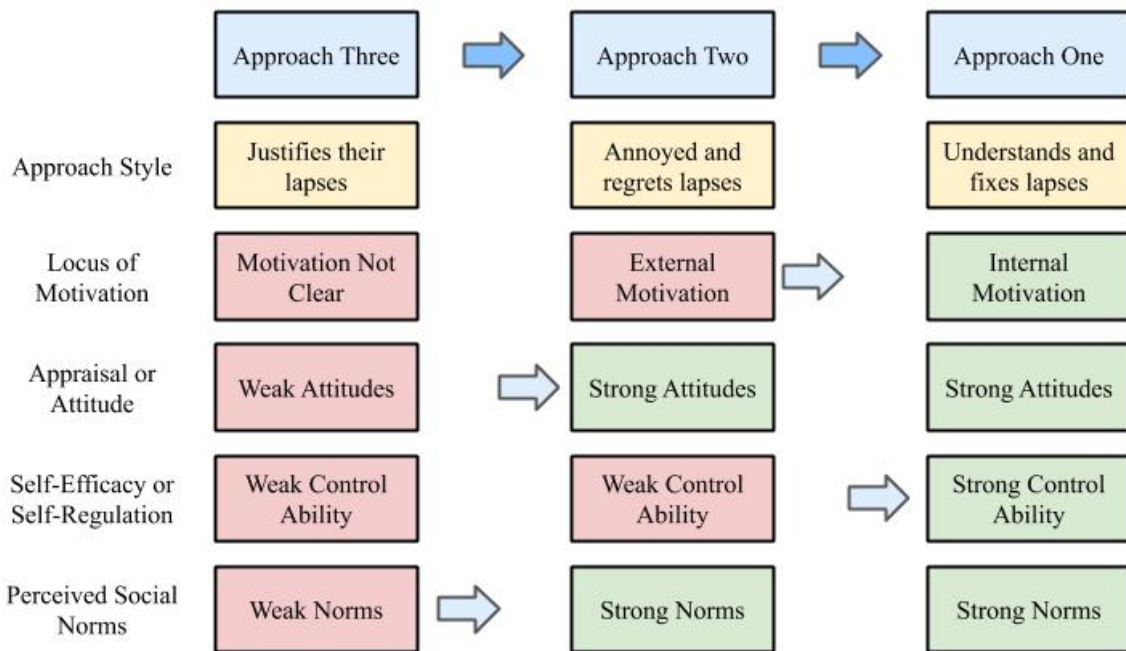 Approach Three
Approach Two
Approach One
Approach Style
Justifies their
lapses
Annoyed and
regrets lapses
Understands and
fixes lapses
Locus of
Motivation
Motivation Not
Clear
External
Motivation
Internal
Motivation
Appraisal or
Attitude
Weak Attitudes
Strong Attitudes
Strong Attitudes
Self-Efficacy or
Self-Regulation
Weak Control
Ability
Weak Control
Ability
Strong Control
Ability
Perceived Social
Norms
Weak Norms
Strong Norms
Strong Norms